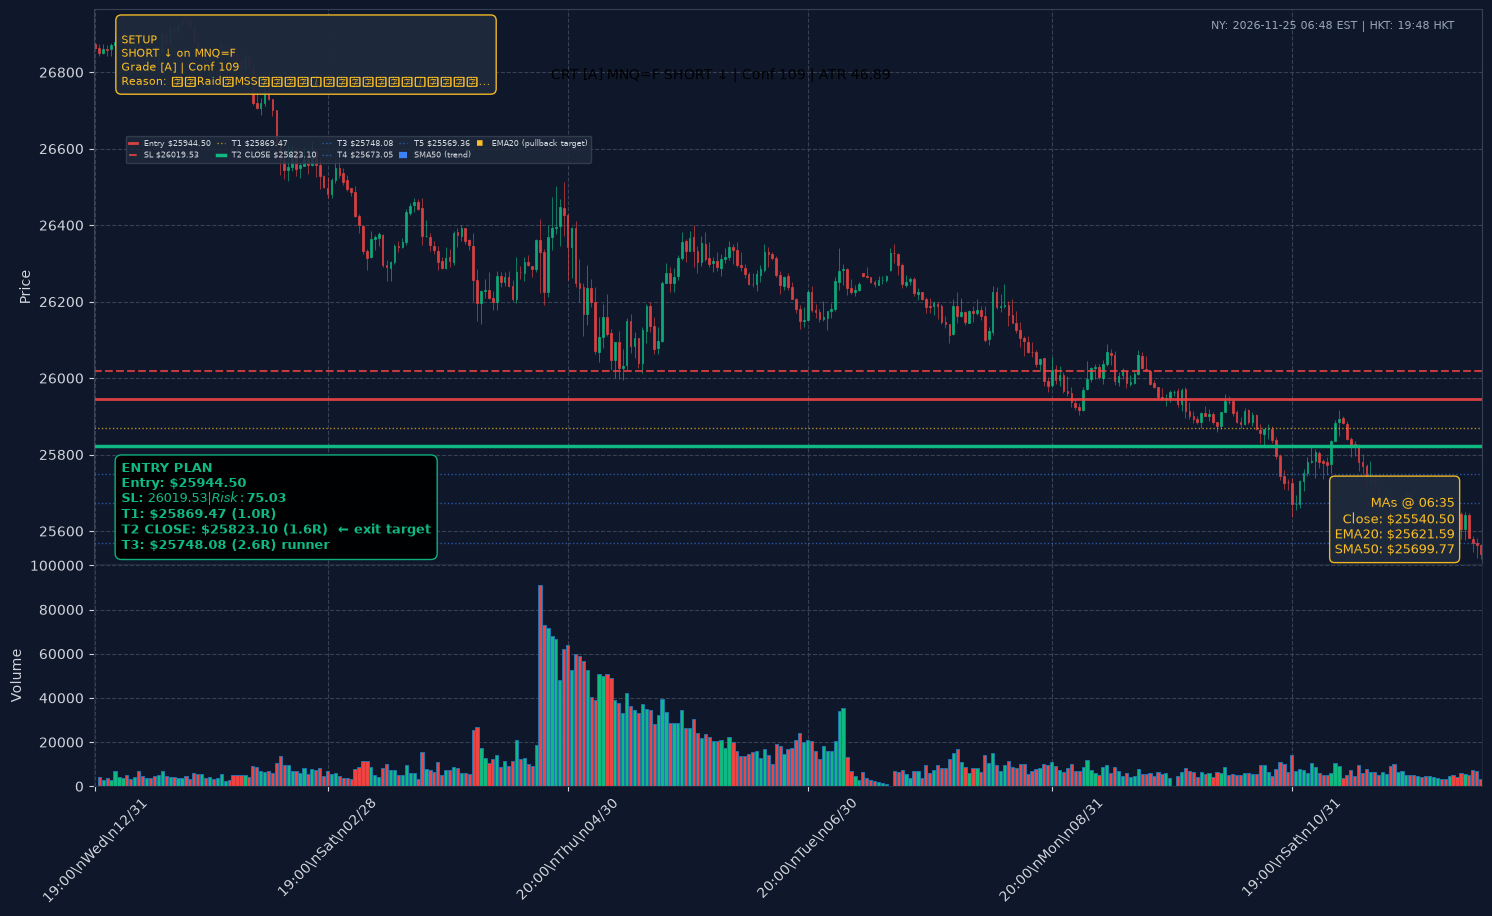 NY: 2026-11-25 06:48 EST | HKT: 19:48 HKT
SETUP
SHORT ↓ on MNQ=F
Grade [A] | Conf 109
Reason: Raid MSS ...
CRT [A] MNQ=F SHORT ↓ | Conf 109 | ATR 46.89
Entry $25944.50 T1 $25869.47 T3 $25748.08 T5 $25569.36 EMA20 (pullback target)
SL $26019.53 T2 CLOSE $25823.10 T4 $25673.05 SMA50 (trend)
Price
26800
26600
26400
26200
26000
25800
25600
ENTRY PLAN
Entry: $25944.50
SL: 26019.53|Risk:75.03
T1: $25869.47 (1.0R)
T2 CLOSE: $25823.10 (1.6R) ← exit target
T3: $25748.08 (2.6R) runner
MAs @ 06:35
Close: $25540.50
EMA20: $25621.59
SMA50: $25699.77
Volume
100000
80000
60000
40000
20000
0
19:00\nWed\n12/31
19:00\nSat\n02/28
20:00\nThu\n04/30
20:00\nTue\n06/30
20:00\nMon\n08/31
19:00\nSat\n10/31